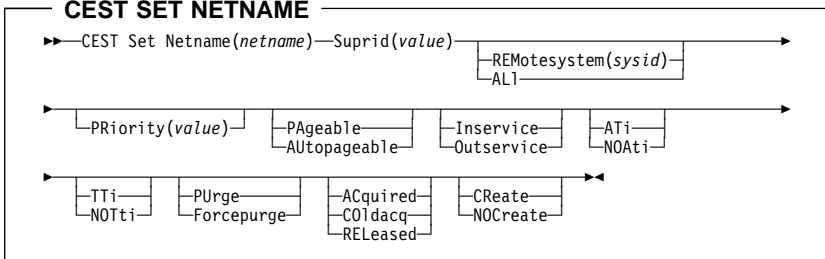 CEST SET NETNAME
CEST Set Netname(netname) Suprid(value)
REMotesystem(sysid)
ALl
PRiority(value) PAgeable Inservice ATi
AUtopageable Outservice NOAti
TTi PUrge ACquired CReate
NOTti Forcepurge COldacq NOCreate
RELeased